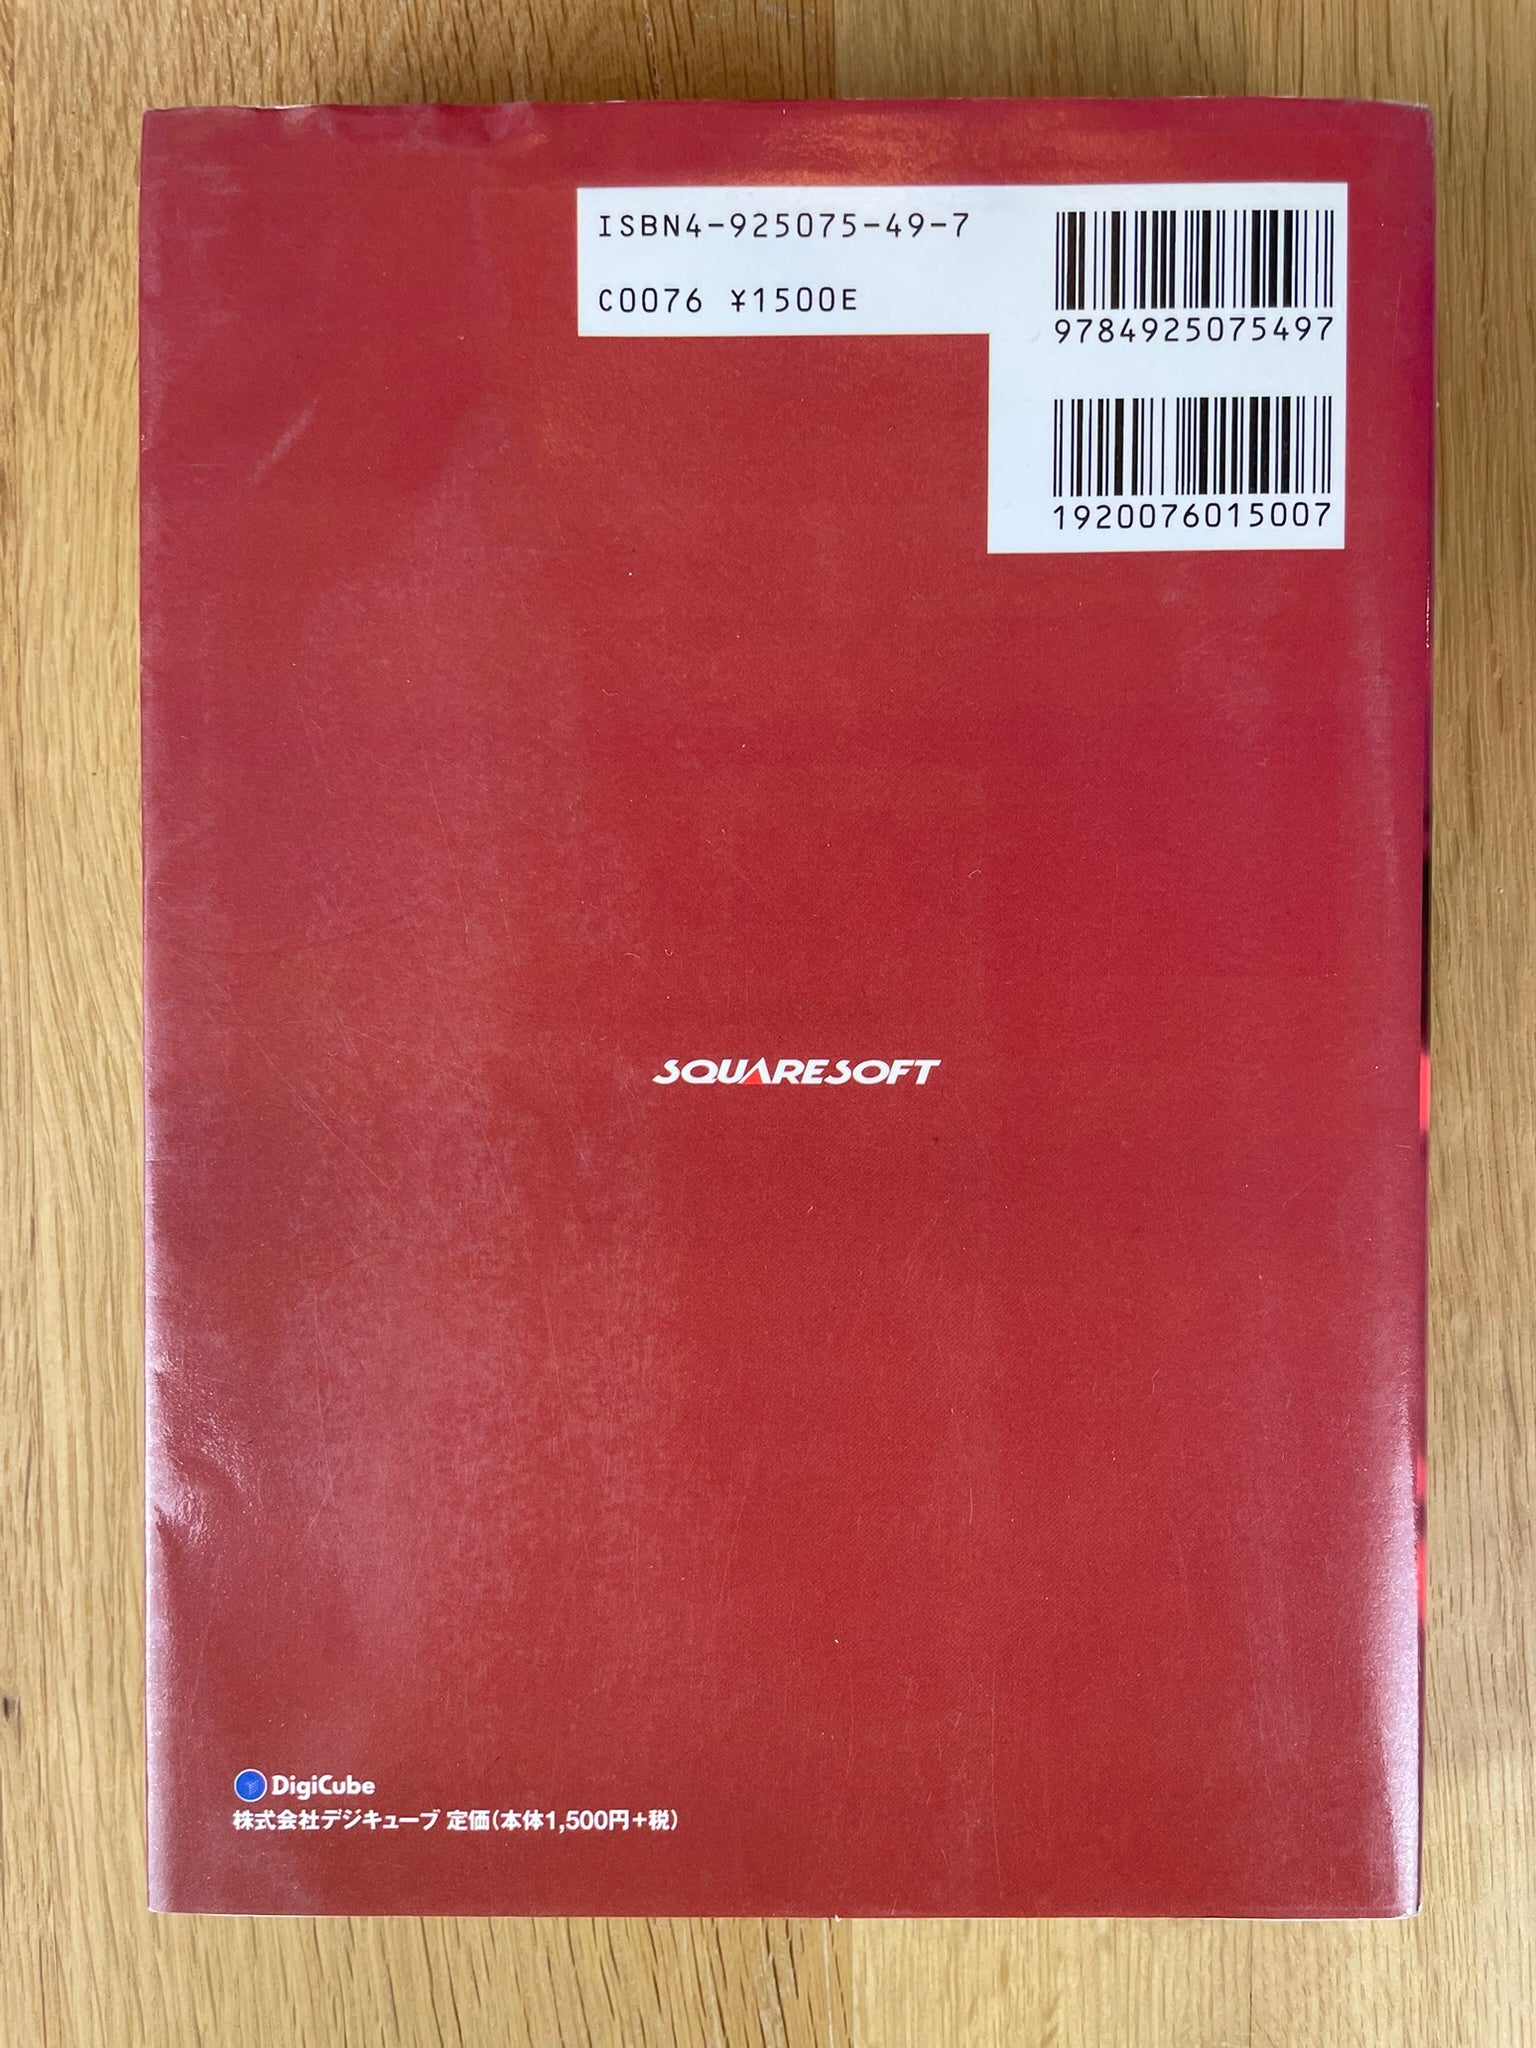 ISBN4-925075-49-7
C0076 ¥1500E
9784925075497
1920076015007
SQUARESOFT
DigiCube
株式会社デジキューブ 定価(本体1,500円+税)